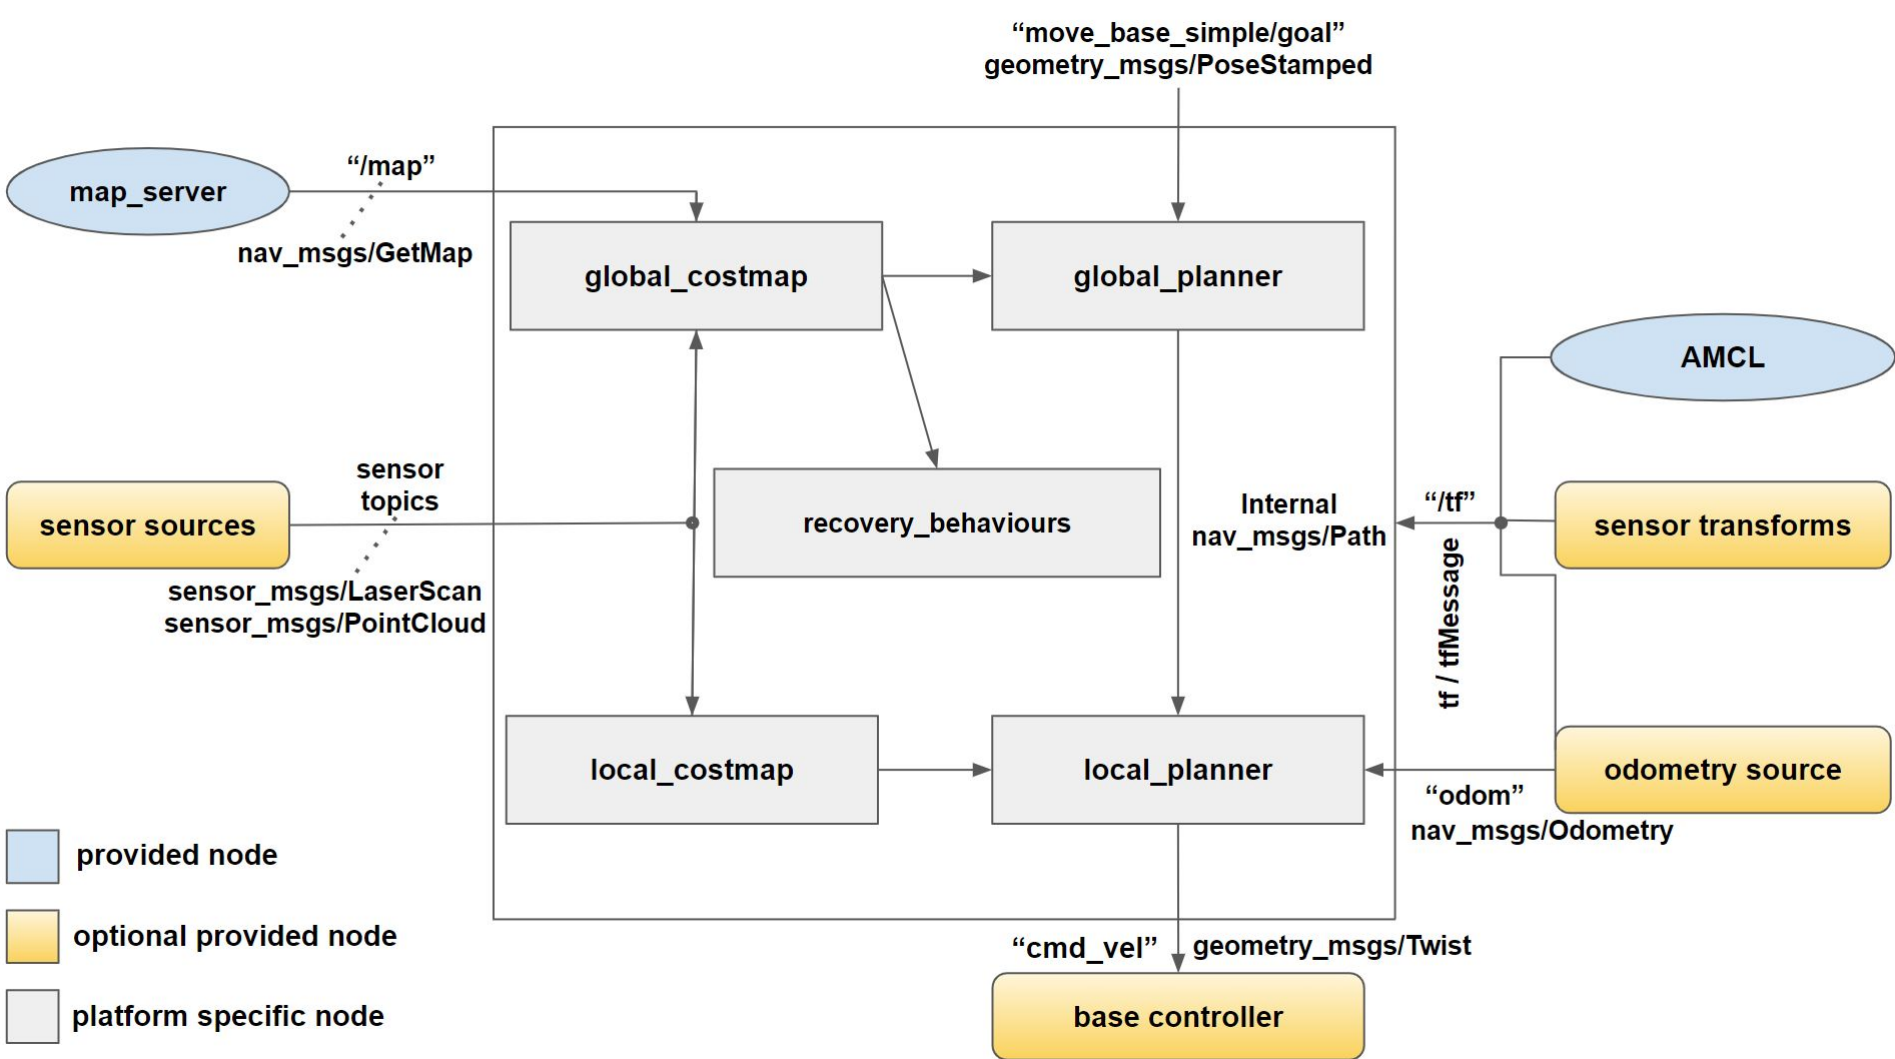 “move_base_simple/goal”
geometry_msgs/PoseStamped
“/map”
map_server
nav_msgs/GetMap
global_costmap
global_planner
AMCL
sensor
topics
sensor sources
sensor_msgs/LaserScan
sensor_msgs/PointCloud
recovery_behaviours
Internal
nav_msgs/Path
“/tf”
tf / tfMessage
sensor transforms
local_costmap
local_planner
odometry source
“odom”
nav_msgs/Odometry
provided node
optional provided node
platform specific node
“cmd_vel”
geometry_msgs/Twist
base controller